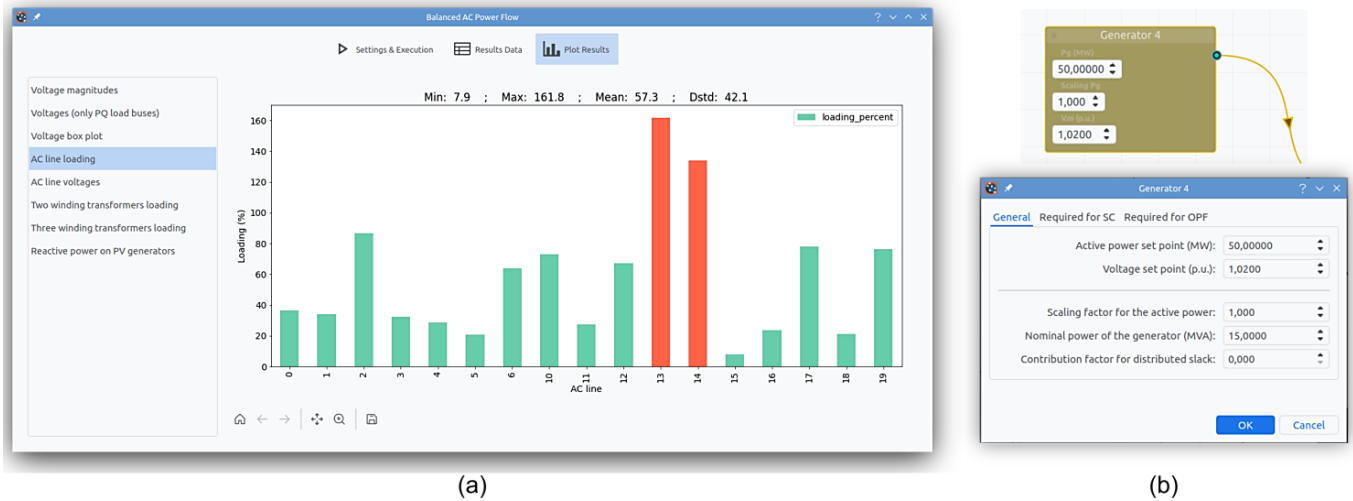 Balanced AC Power Flow
Settings & Execution Results Data Plot Results
Voltage magnitudes
Voltages (only PQ load buses)
Voltage box plot
AC line loading
AC line voltages
Two winding transformers loading
Three winding transformers loading
Reactive power on PV generators
Min: 7.9 ; Max: 161.8 ; Mean: 57.3 ; Dstd: 42.1
loading_percent
Loading (%)
160
140
120
100
80
60
40
20
0
0 1 2 3 4 5 6 10 11 12 13 14 15 16 17 18 19
AC line
(a)
Generator 4
Pg (MW)
50,00000
Scaling Pg
1,000
Vm (p.u.)
1,0200
Generator 4
General Required for SC Required for OPF
Active power set point (MW): 50,00000
Voltage set point (p.u.): 1,0200
Scaling factor for the active power: 1,000
Nominal power of the generator (MVA): 15,0000
Contribution factor for distributed slack: 0,000
OK Cancel
(b)